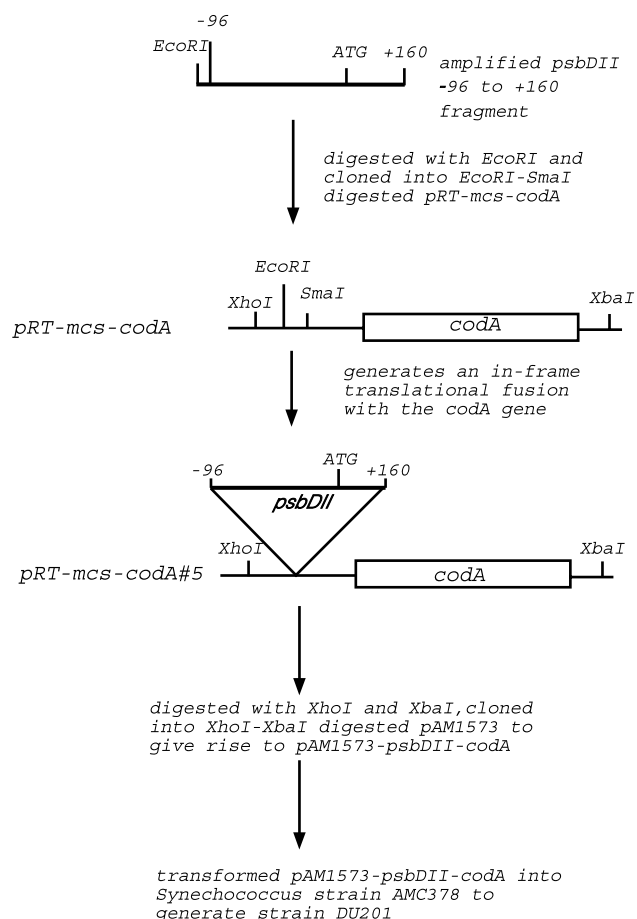 -96
EcoRI
ATG +160
amplified psbDII
-96 to +160
fragment
digested with EcoRI and
cloned into EcoRI-SmaI
digested pRT-mcs-codA
EcoRI
XhoI
SmaI
XbaI
pRT-mcs-codA
codA
generates an in-frame
translational fusion
with the codA gene
-96
ATG
+160
psbDII
XhoI
XbaI
pRT-mcs-codA#5
codA
digested with XhoI and XbaI,cloned
into XhoI-XbaI digested pAM1573 to
give rise to pAM1573-psbDII-codA
transformed pAM1573-psbDII-codA into
Synechococcus strain AMC378 to
generate strain DU201